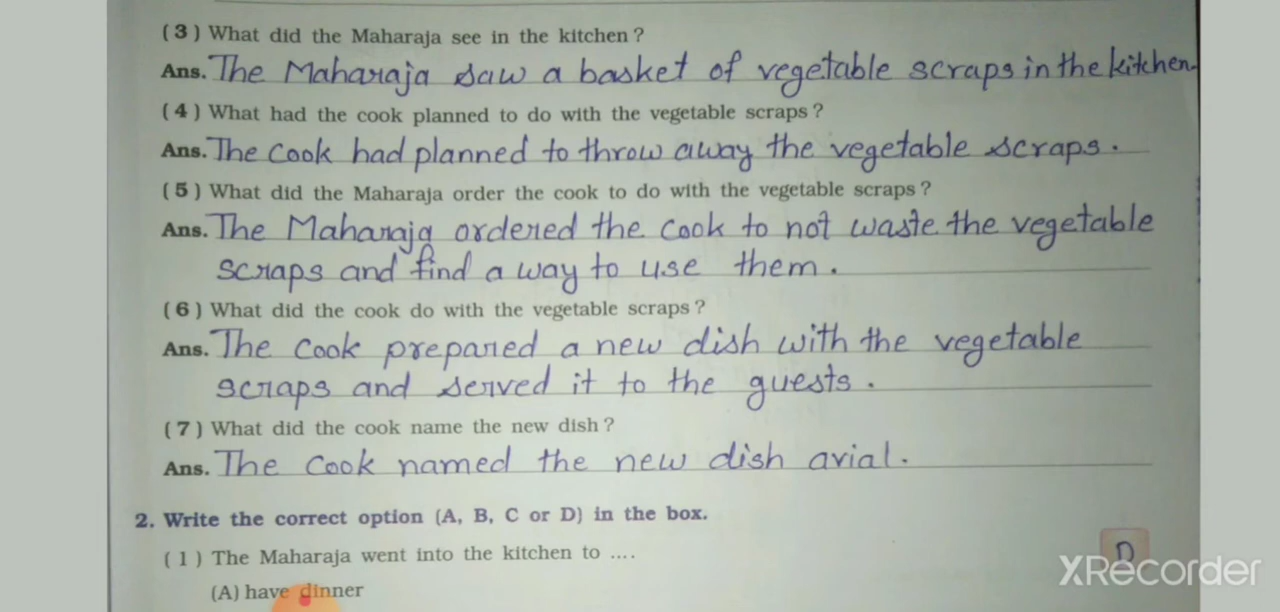 (3) What did the Maharaja see in the kitchen?
Ans. The Maharaja saw a basket of vegetable scraps in the kitchen.
(4) What had the cook planned to do with the vegetable scraps?
Ans. The cook had planned to throw away the vegetable scraps.
(5) What did the Maharaja order the cook to do with the vegetable scraps?
Ans. The Maharaja ordered the cook to not waste the vegetable
scraps and find a way to use them.
(6) What did the cook do with the vegetable scraps?
Ans. The cook prepared a new dish with the vegetable
scraps and served it to the guests.
(7) What did the cook name the new dish?
Ans. The cook named the new dish avial.
2. Write the correct option (A, B, C or D) in the box.
(1) The Maharaja went into the kitchen to ....
D
(A) have dinner
XRecorder